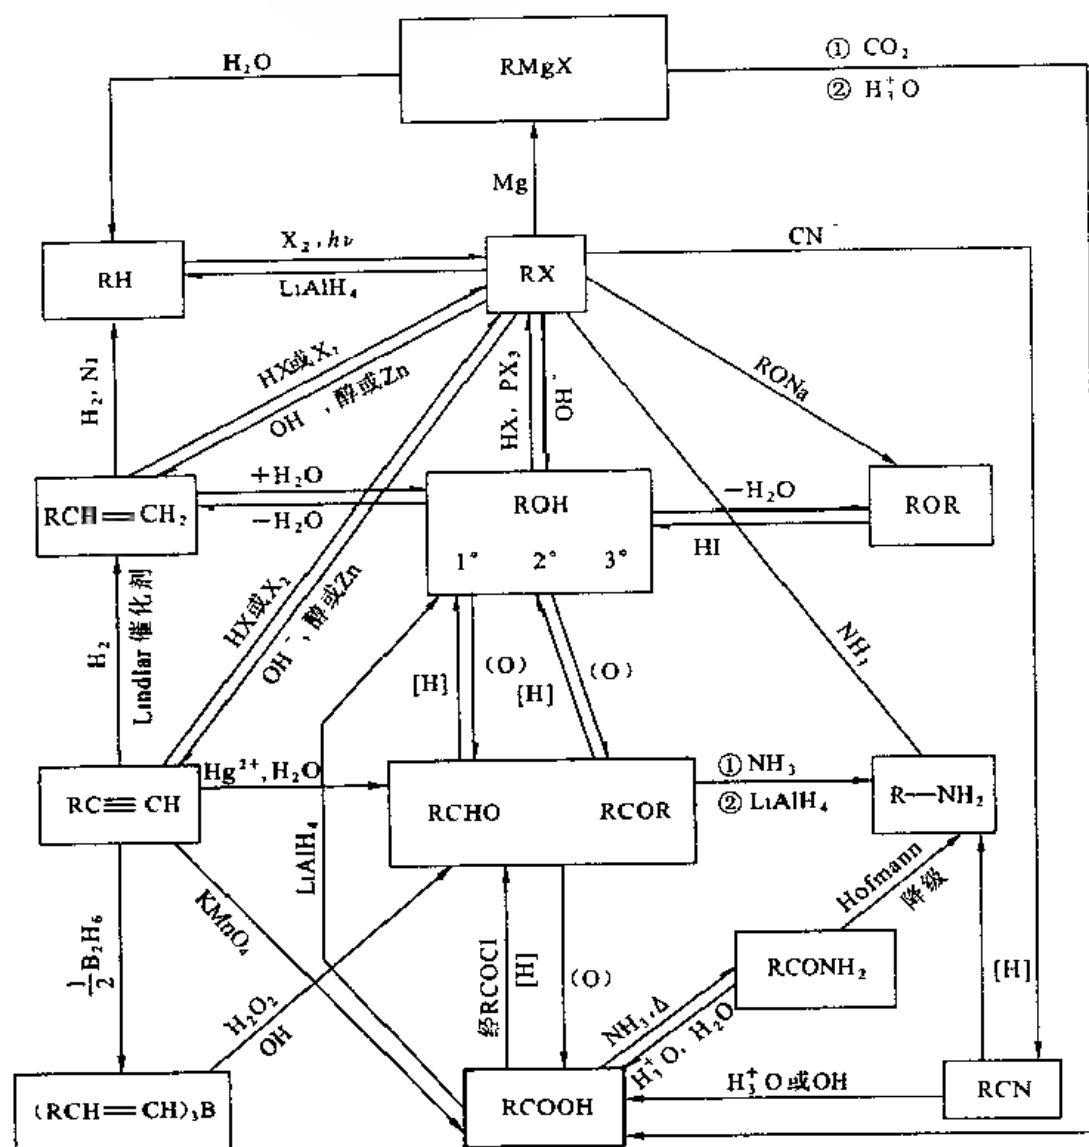 H₂O
RMgX
① CO₂
② H₃⁺O
Mg
CN⁻
RH
X₂, hν
LiAlH₄
RX
H₂, Ni
HX或X₂
OH⁻,醇或Zn
HX, PX₃
OH⁻
RONa
RCH=CH₂
+H₂O
−H₂O
ROH
1° 2° 3°
−H₂O
HI
ROR
H₂
Lindlar 催化剂
HX或X₂
OH⁻,醇或Zn
[H]
(O)
[H]
(O)
NH₃
RC≡CH
Hg²⁺, H₂O
RCHO RCOR
① NH₃
② LiAlH₄
R—NH₂
LiAlH₄
KMnO₄
½B₂H₆
H₂O₂
OH
经RCOCl
[H]
(O)
Hofmann
降级
RCONH₂
NH₃,Δ
H₃⁺O, H₂O
[H]
(RCH=CH)₃B
RCOOH
H₃⁺O或OH
RCN